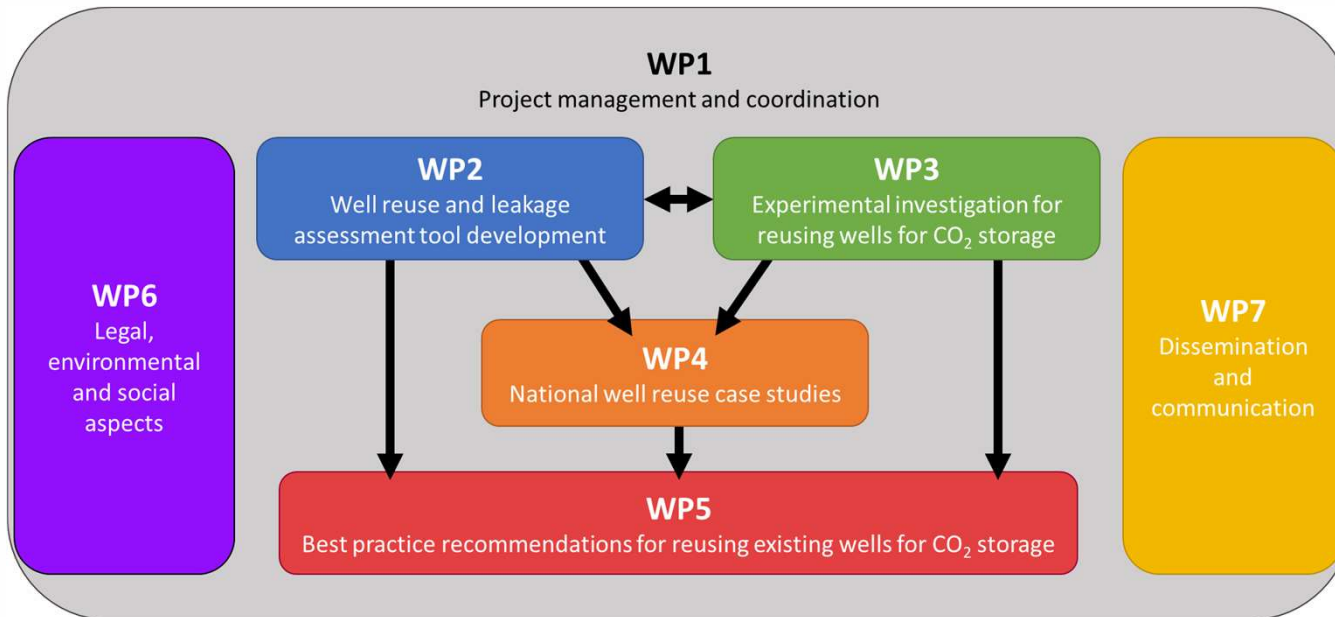 WP1
Project management and coordination
WP2
Well reuse and leakage
assessment tool development
WP3
Experimental investigation for
reusing wells for CO₂ storage
WP6
Legal,
environmental
and social
aspects
WP4
National well reuse case studies
WP7
Dissemination
and
communication
WP5
Best practice recommendations for reusing existing wells for CO₂ storage